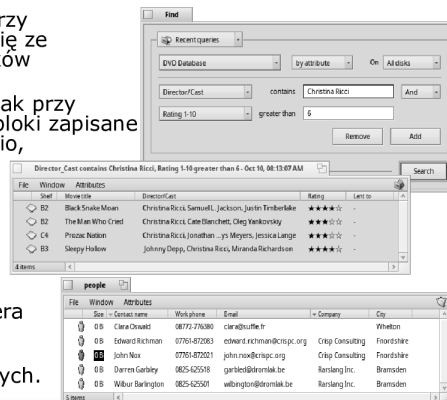 rzy
ię ze
ów
ak przy
bloki zapisane
io,
era
ych.
Find
Recent queries
DVD Database by attribute On All disks
Director/Cast contains Christina Ricci And
Rating 1-10 greater than 6
Remove Add
Search
Director_Cast contains Christina Ricci, Rating 1-10 greater than 6 - Oct 10, 08:13:07 AM
File Window Attributes
Shelf Movie title Director/Cast Rating Lent to
B2 Black Snake Moan Christina Ricci, Samuel L. Jackson, Justin Timberlake ★★★★☆ -
B2 The Man Who Cried Christina Ricci, Cate Blanchett, Oleg Yankovskiy ★★★★☆ -
C4 Prozac Nation Christina Ricci, Jonathan ...ys Meyers, Jessica Lange ★★★★☆ -
B3 Sleepy Hollow Johnny Depp, Christina Ricci, Miranda Richardson ★★★★☆ -
4 items
people
File Window Attributes
Size Contact name Work phone E-mail Company City
0 B Clara Oswald 08772-776380 clara@suffle.fr Whelton
0 B Edward Richman 07761-872083 edward.richman@crispc.org Crisp Consulting Fnordshire
0 B John Nox 07761-872021 john.nox@crispc.org Crisp Consulting Fnordshire
0 B Darren Garbley 0825-625518 garbled@dromlak.be Rarslang Inc. Bramsden
0 B Wilbur Barlington 0825-625501 wilbington@dromlak.be Rarslang Inc. Bramsden
5 items